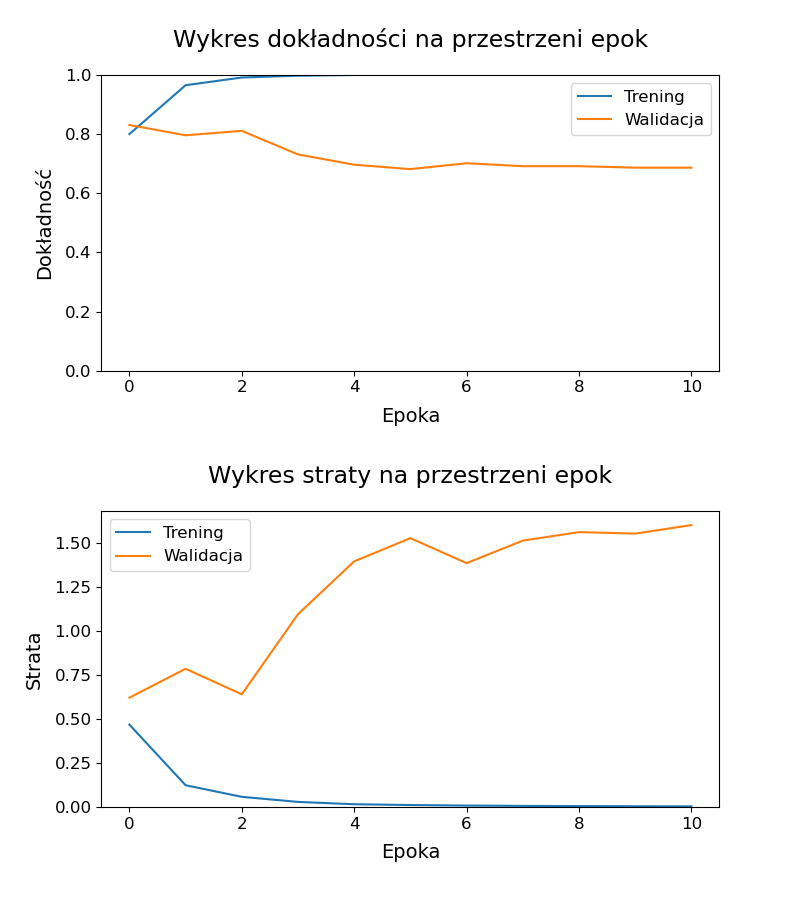 Wykres dokładności na przestrzeni epok
1.0
0.8
0.6
0.4
0.2
0.0
Dokładność
Trening
Walidacja
0 2 4 6 8 10
Epoka
Wykres straty na przestrzeni epok
1.50
1.25
1.00
0.75
0.50
0.25
0.00
Strata
Trening
Walidacja
0 2 4 6 8 10
Epoka